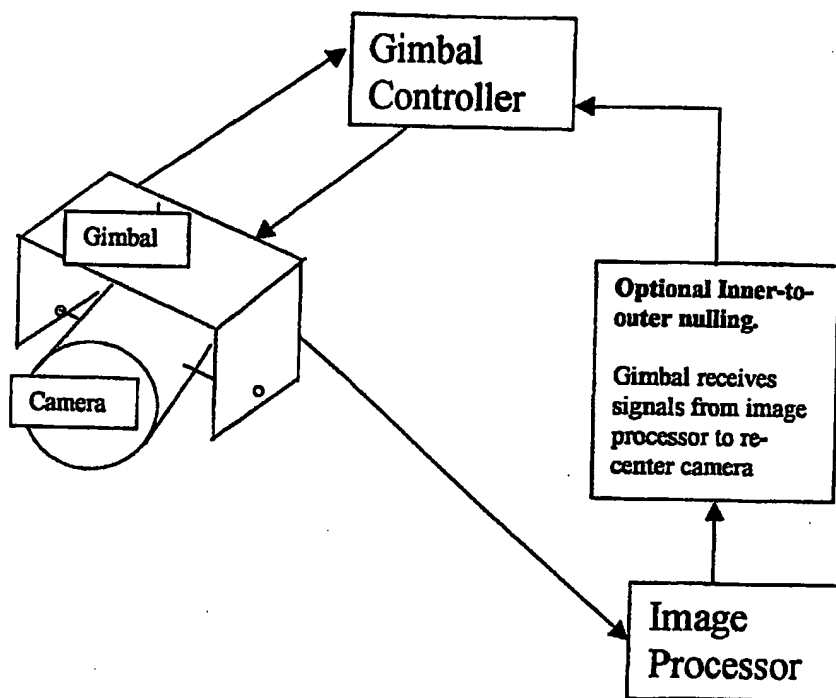 Gimbal
Controller
Gimbal
Camera
Optional Inner-to-
outer nulling.
Gimbal receives
signals from image
processor to re-
center camera
Image
Processor